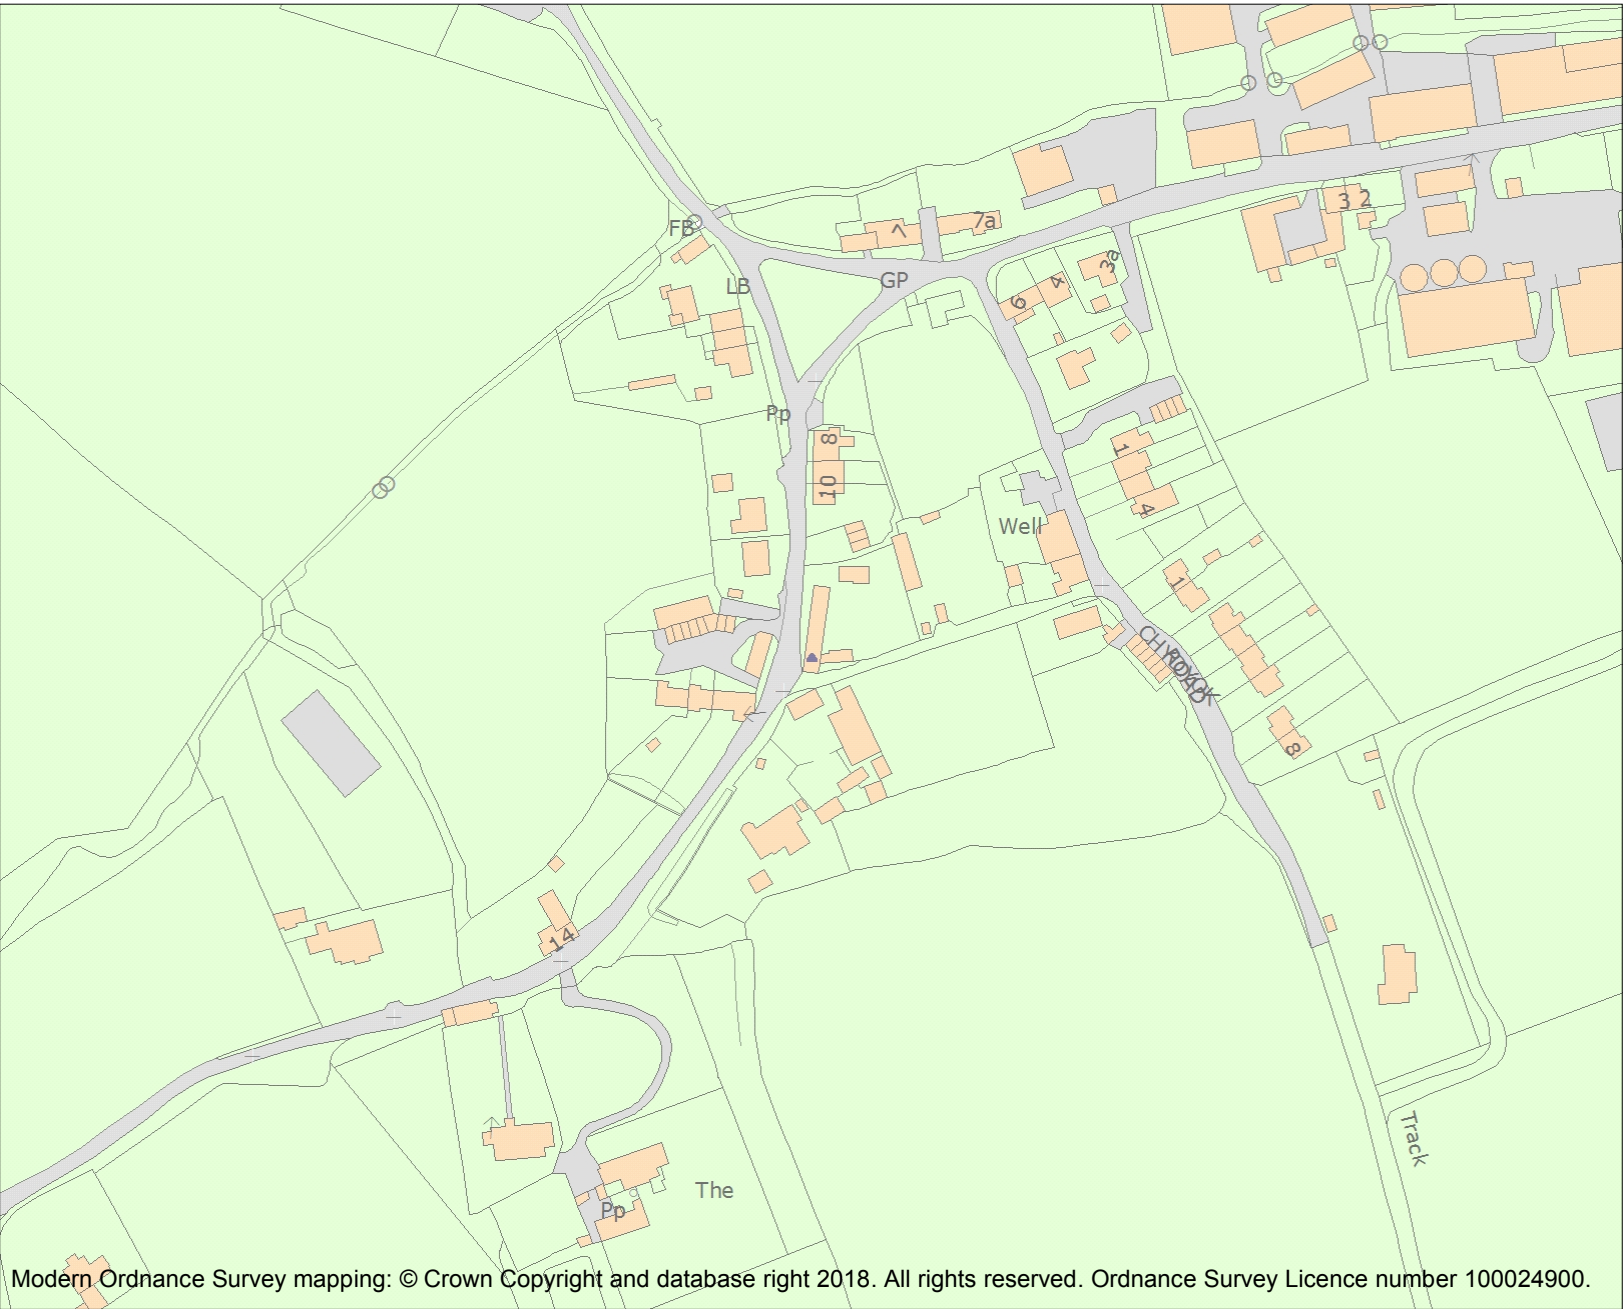 FB
7a
3 2
LB
GP
6
4
3a
Pp
8
10
1
4
Well
1
CHYVOGUE
ROAD
8
14
Track
The
Pp
Modern Ordnance Survey mapping: © Crown Copyright and database right 2018. All rights reserved. Ordnance Survey Licence number 100024900.